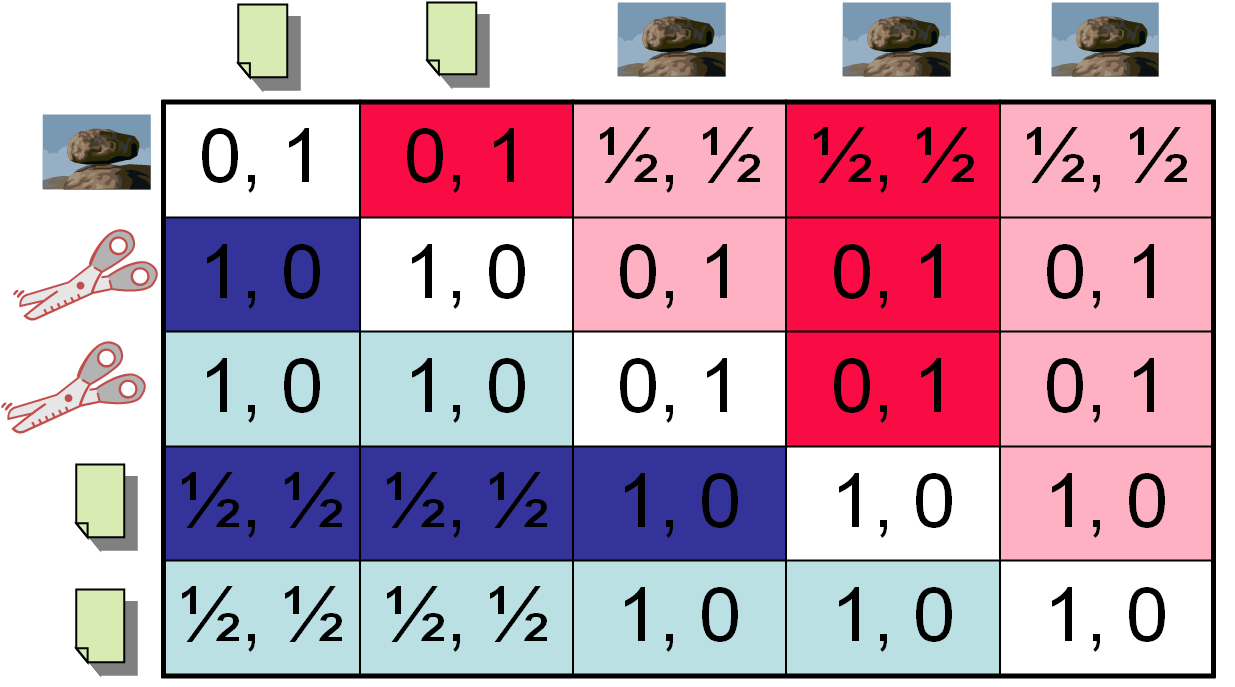 0, 1 0, 1 ½, ½ ½, ½ ½, ½
1, 0 1, 0 0, 1 0, 1 0, 1
1, 0 1, 0 0, 1 0, 1 0, 1
½, ½ ½, ½ 1, 0 1, 0 1, 0
½, ½ ½, ½ 1, 0 1, 0 1, 0